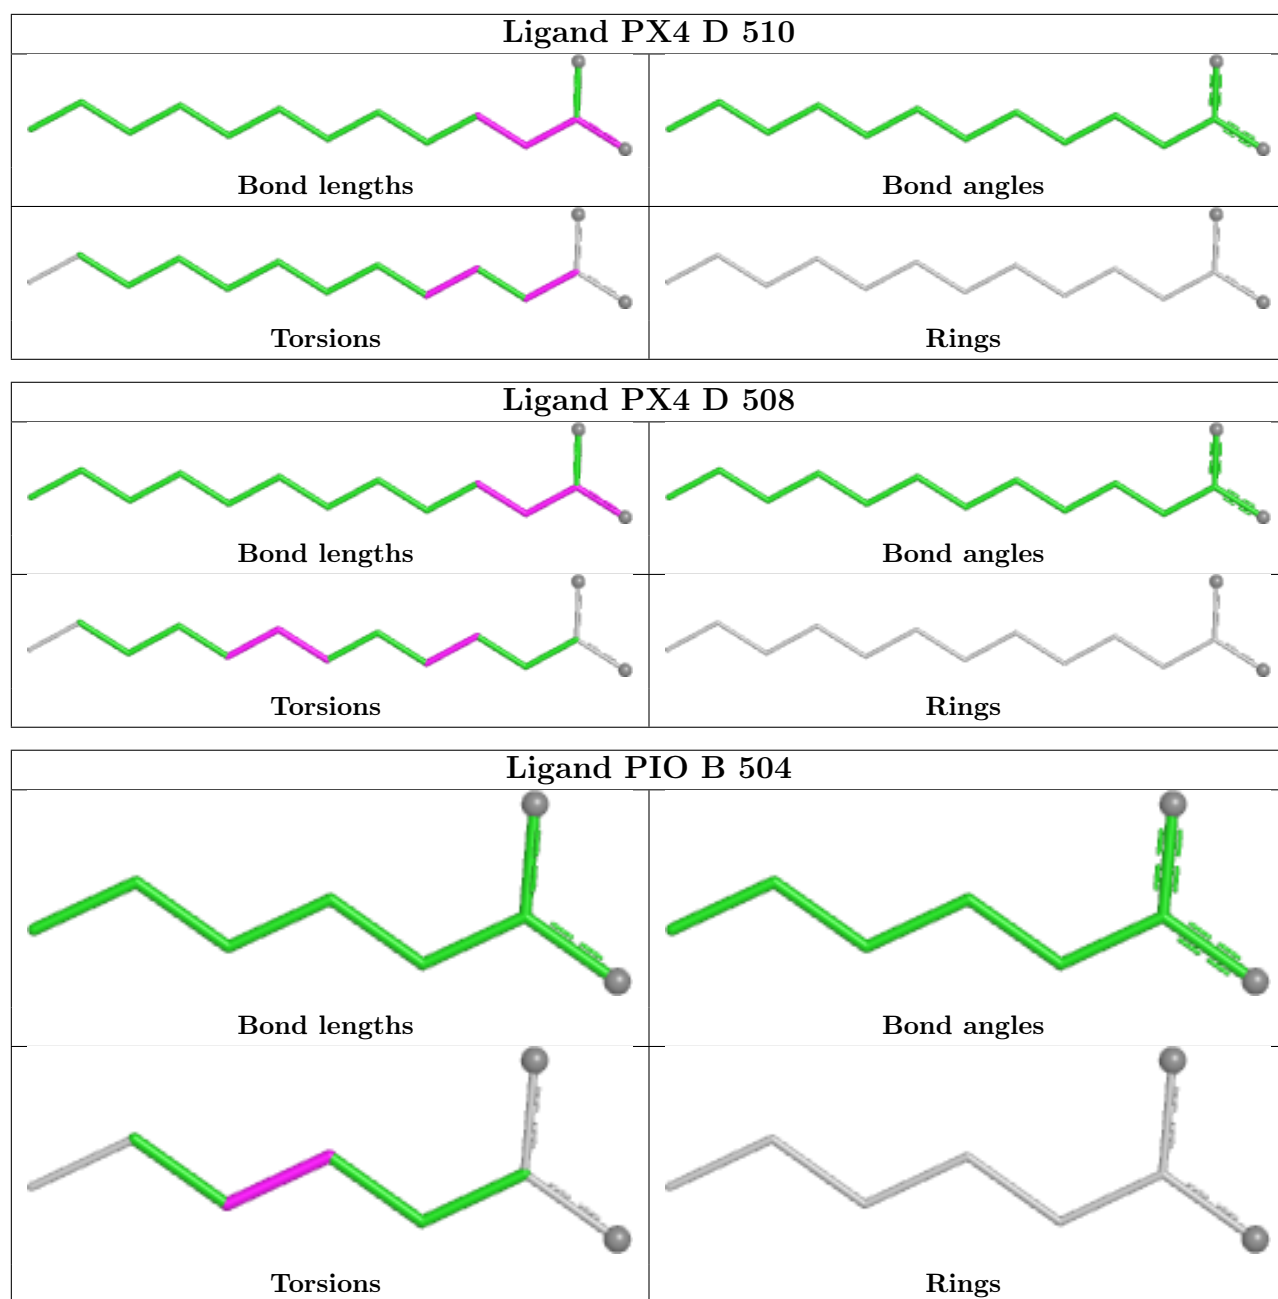 Ligand PX4 D 510
Bond lengths
Bond angles
Torsions
Rings
Ligand PX4 D 508
Bond lengths
Bond angles
Torsions
Rings
Ligand PIO B 504
Bond lengths
Bond angles
Torsions
Rings